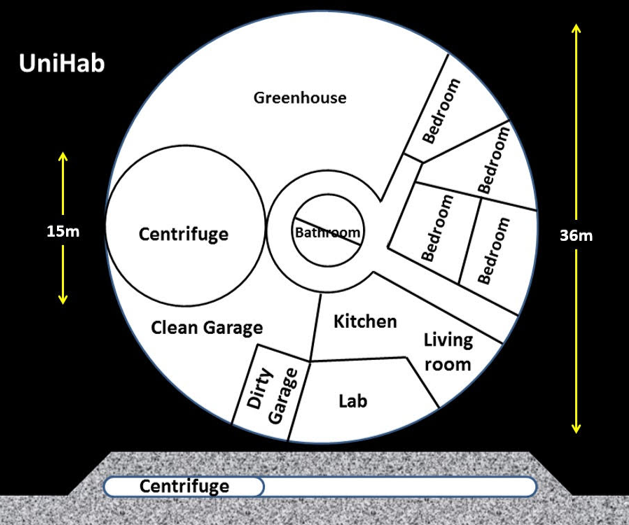 UniHab
Greenhouse
Bedroom
Bedroom
Bedroom
Bedroom
15m
Centrifuge
Bathroom
36m
Clean Garage
Kitchen
Living
room
Dirty
Garage
Lab
Centrifuge